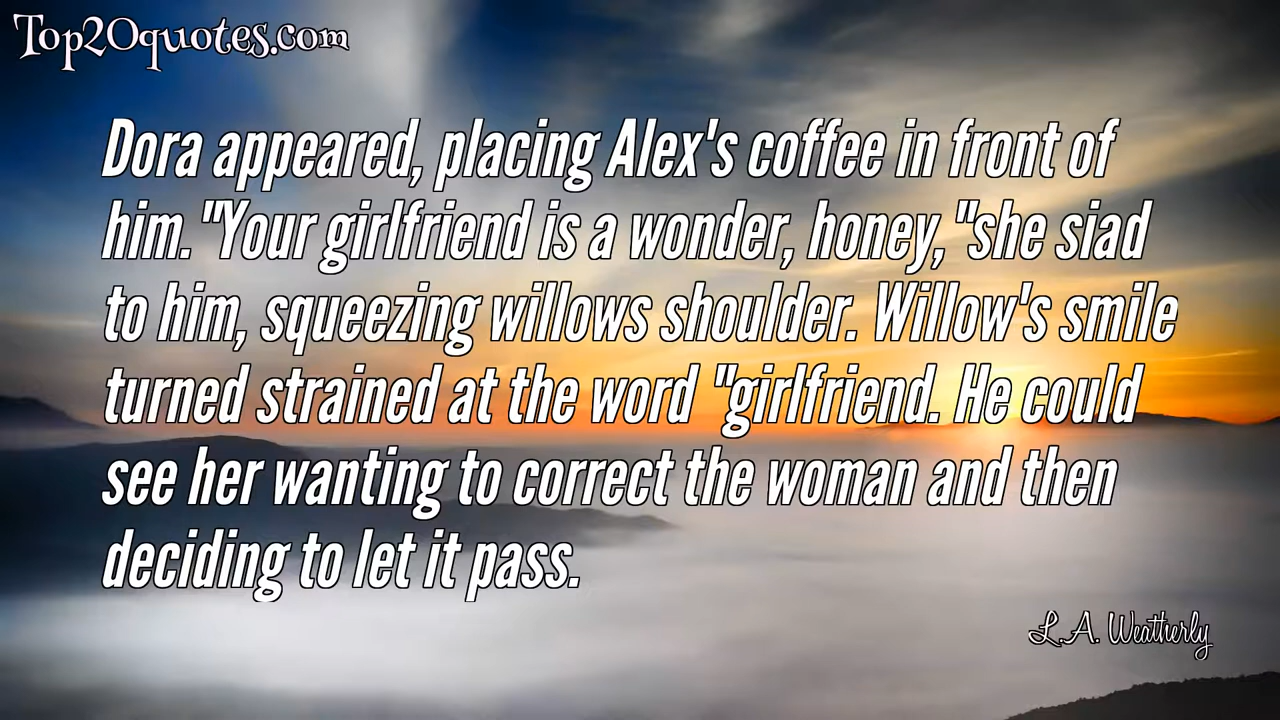 Top20quotes.com
Dora appeared, placing Alex's coffee in front of
him."Your girlfriend is a wonder, honey,"she siad
to him, squeezing willows shoulder. Willow's smile
turned strained at the word "girlfriend. He could
see her wanting to correct the woman and then
deciding to let it pass.
L.A. Weatherly